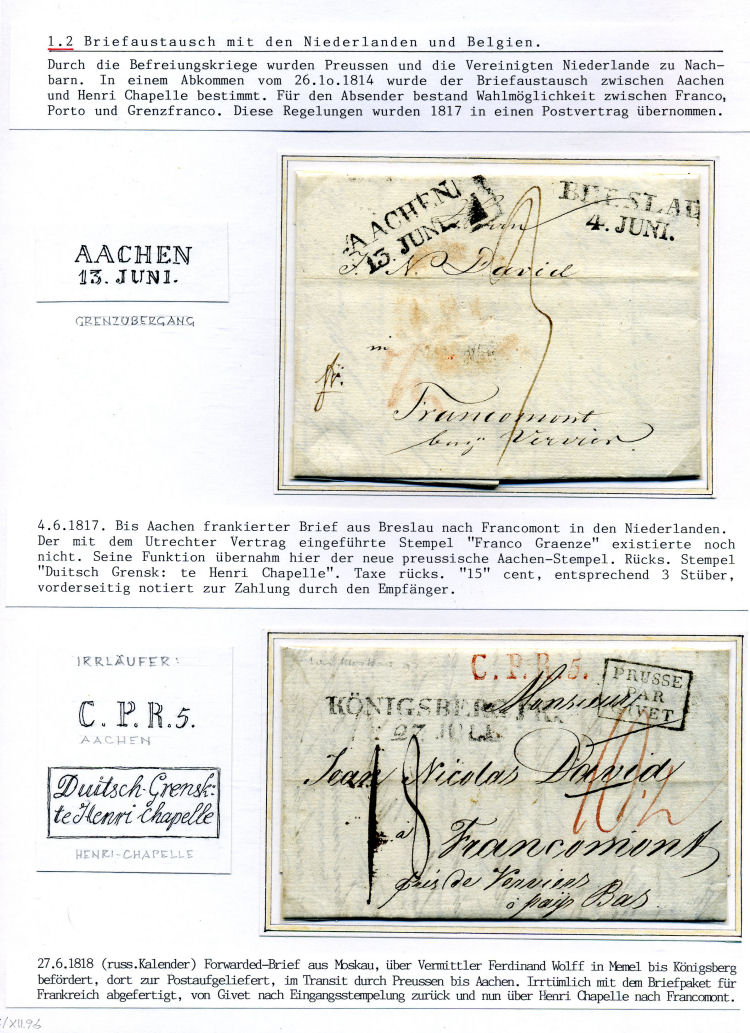 1.2 Briefaustausch mit den Niederlanden und Belgien.
Durch die Befreiungskriege wurden Preussen und die Vereinigten Niederlande zu Nach-
barn. In einem Abkommen vom 26.1o.1814 wurde der Briefaustausch zwischen Aachen
und Henri Chapelle bestimmt. Für den Absender bestand Wahlmöglichkeit zwischen Franco,
Porto und Grenzfranco. Diese Regelungen wurden 1817 in einen Postvertrag übernommen.
AACHEN
13. JUNI.
GRENZÜBERGANG
AACHEN
13. JUNI.
BRESLAU
4. JUNI.
J. N. David
in
fr.
Francomont
Vervier.
4.6.1817. Bis Aachen frankierter Brief aus Breslau nach Francomont in den Niederlanden.
Der mit dem Utrechter Vertrag eingeführte Stempel "Franco Graenze" existierte noch
nicht. Seine Funktion übernahm hier der neue preussische Aachen-Stempel. Rücks. Stempel
"Duitsch Grensk: te Henri Chapelle". Taxe rücks. "15" cent, entsprechend 3 Stüber,
vorderseitig notiert zur Zahlung durch den Empfänger.
IRRLÄUFER:
C. P. R. 5.
AACHEN
Duitsch-Grensk:
te Henri Chapelle
HENRI-CHAPELLE
C. P. R. 5.
PRUSSE
PAR
GIVET
KÖNIGSBERG
Monsieur
Jean Nicolas David
à
Francomont
près de Verviers
païs Bas
27.6.1818 (russ.Kalender) Forwarded-Brief aus Moskau, über Vermittler Ferdinand Wolff in Memel bis Königsberg
befördert, dort zur Postaufgeliefert, im Transit durch Preussen bis Aachen. Irrtümlich mit dem Briefpaket für
Frankreich abgefertigt, von Givet nach Eingangsstempelung zurück und nun über Henri Chapelle nach Francomont.